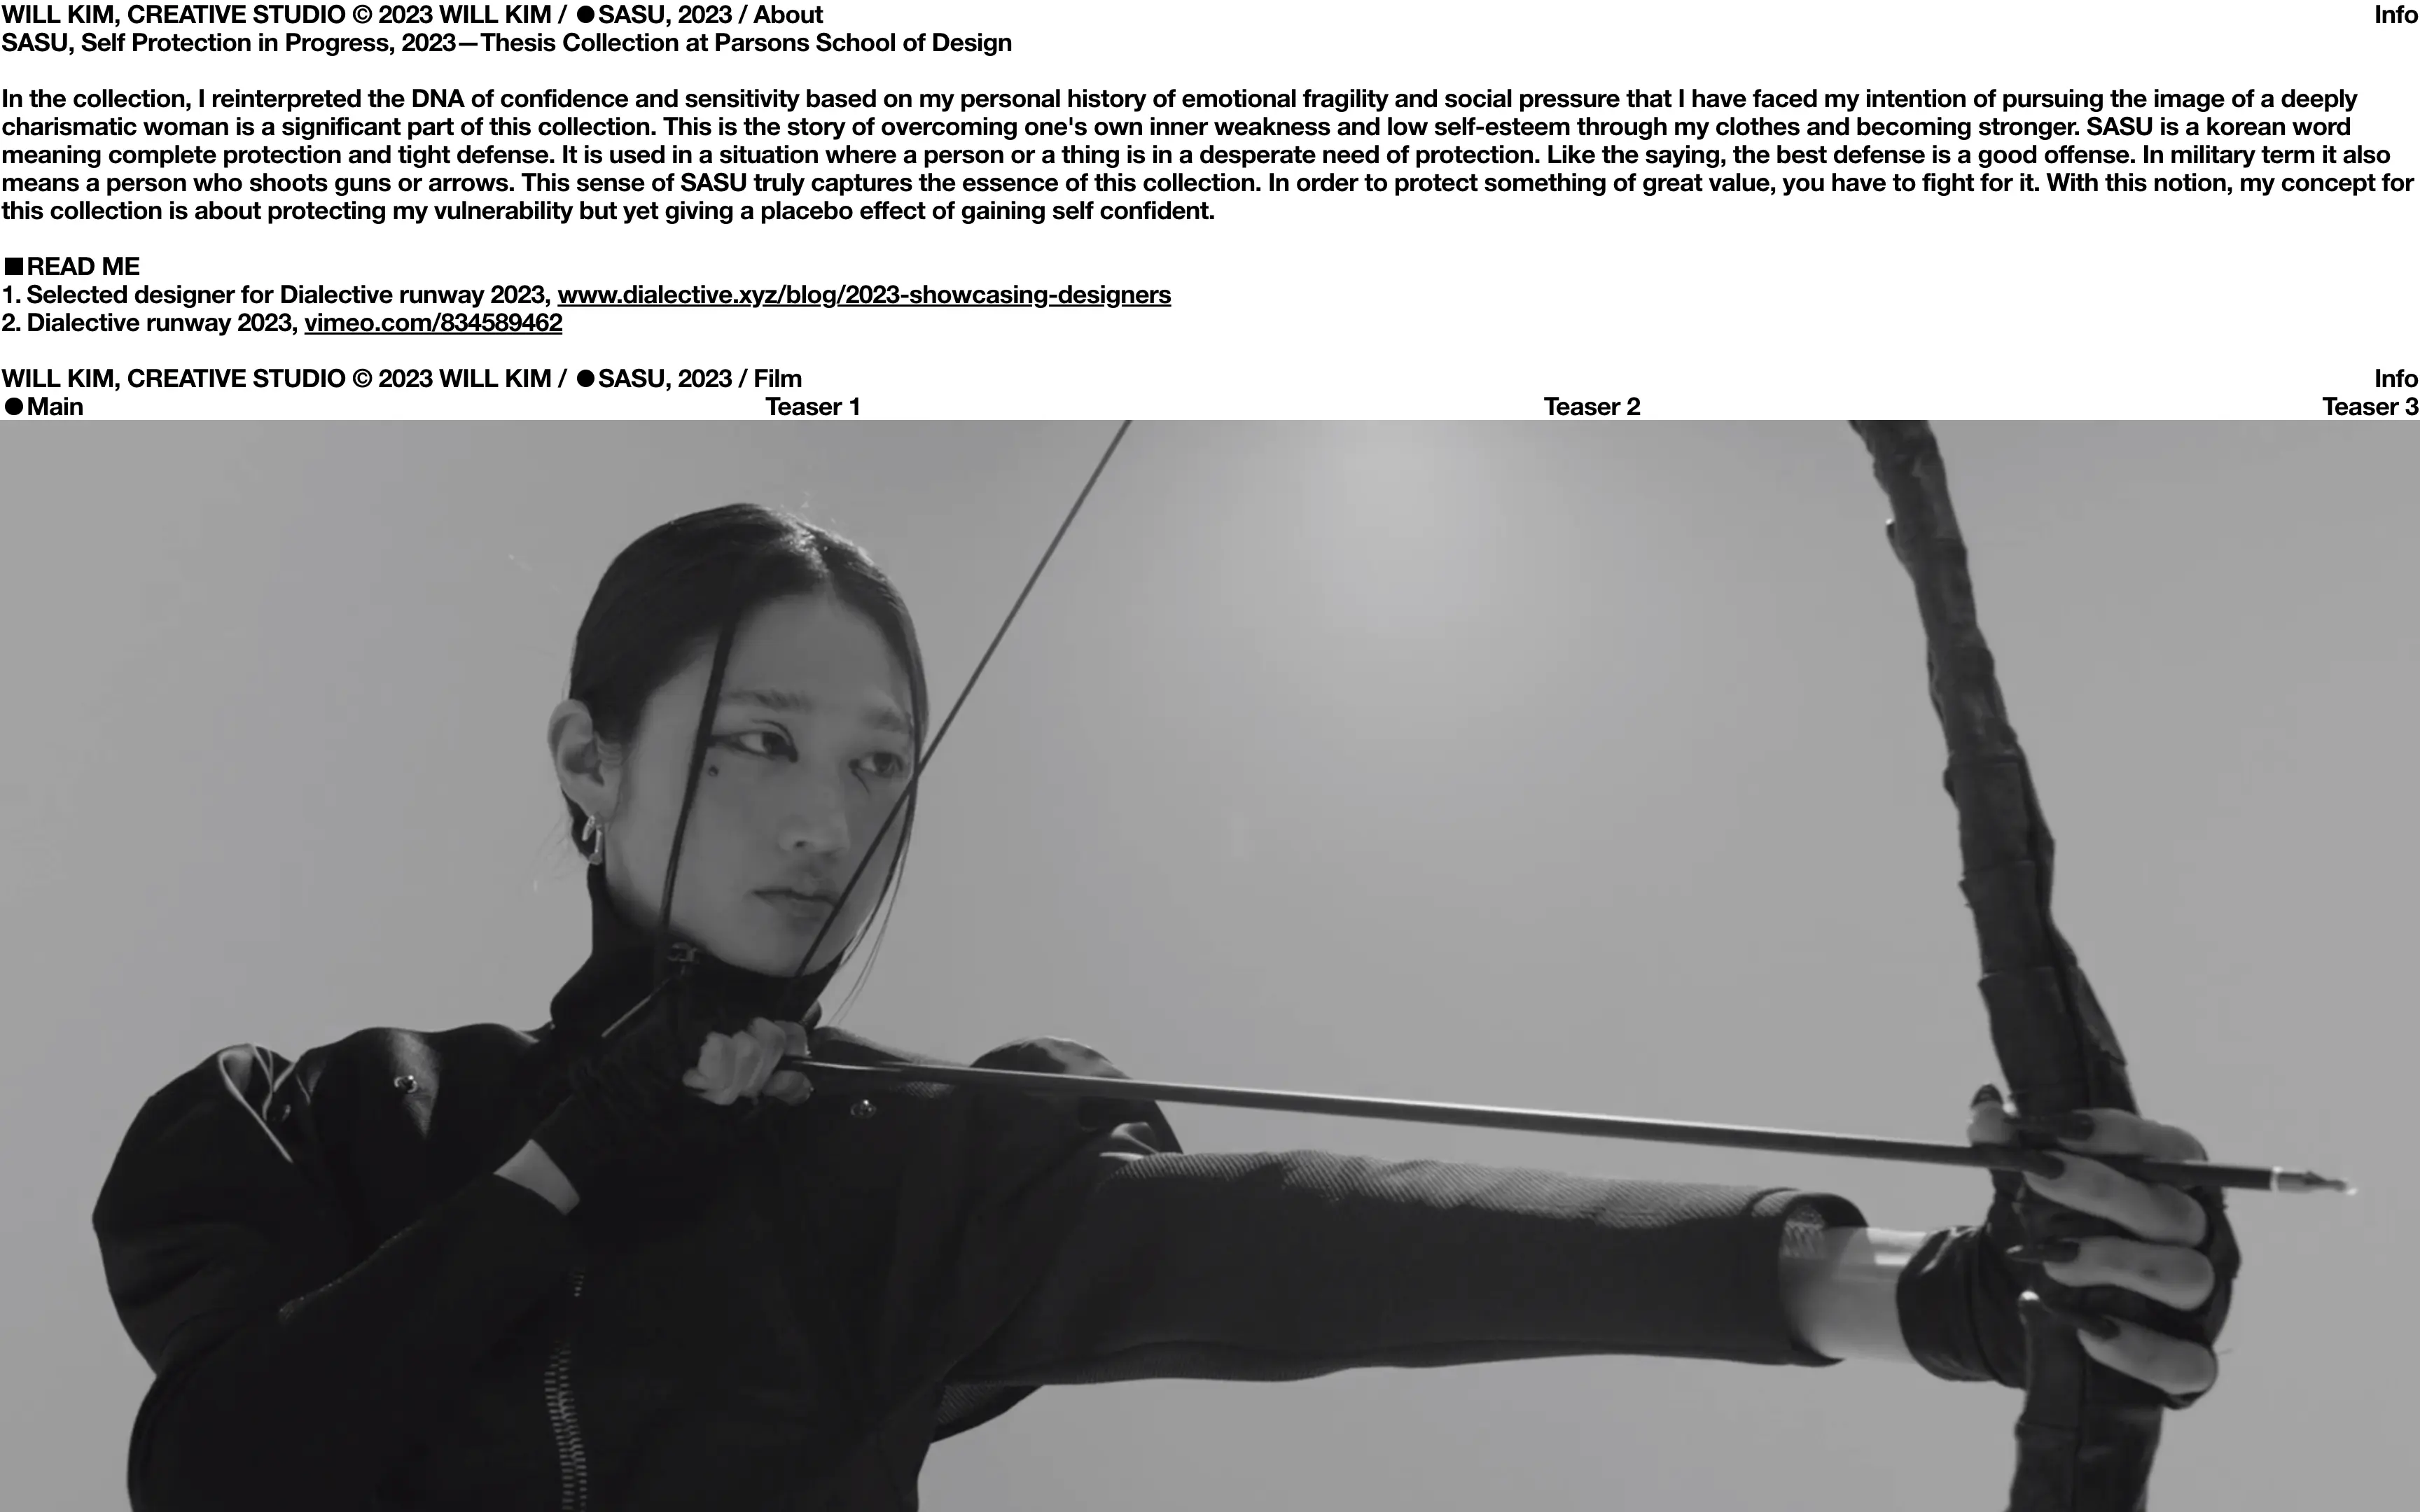 WILL KIM, CREATIVE STUDIO © 2023 WILL KIM / ●SASU, 2023 / About Info
SASU, Self Protection in Progress, 2023—Thesis Collection at Parsons School of Design
In the collection, I reinterpreted the DNA of confidence and sensitivity based on my personal history of emotional fragility and social pressure that I have faced my intention of pursuing the image of a deeply
charismatic woman is a significant part of this collection. This is the story of overcoming one's own inner weakness and low self-esteem through my clothes and becoming stronger. SASU is a korean word
meaning complete protection and tight defense. It is used in a situation where a person or a thing is in a desperate need of protection. Like the saying, the best defense is a good offense. In military term it also
means a person who shoots guns or arrows. This sense of SASU truly captures the essence of this collection. In order to protect something of great value, you have to fight for it. With this notion, my concept for
this collection is about protecting my vulnerability but yet giving a placebo effect of gaining self confident.
■READ ME
1. Selected designer for Dialective runway 2023, www.dialective.xyz/blog/2023-showcasing-designers
2. Dialective runway 2023, vimeo.com/834589462
WILL KIM, CREATIVE STUDIO © 2023 WILL KIM / ●SASU, 2023 / Film Info
●Main Teaser 1 Teaser 2 Teaser 3